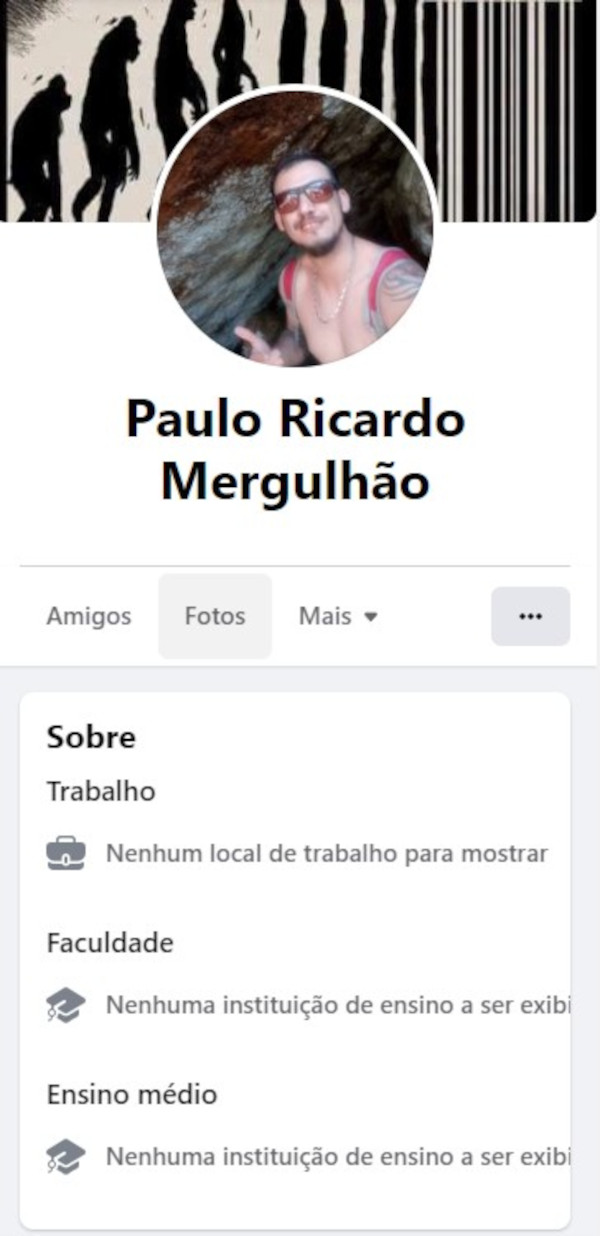 Paulo Ricardo
Mergulhão
Amigos Fotos Mais
Sobre
Trabalho
Nenhum local de trabalho para mostrar
Faculdade
Nenhuma instituição de ensino a ser exibi
Ensino médio
Nenhuma instituição de ensino a ser exibi